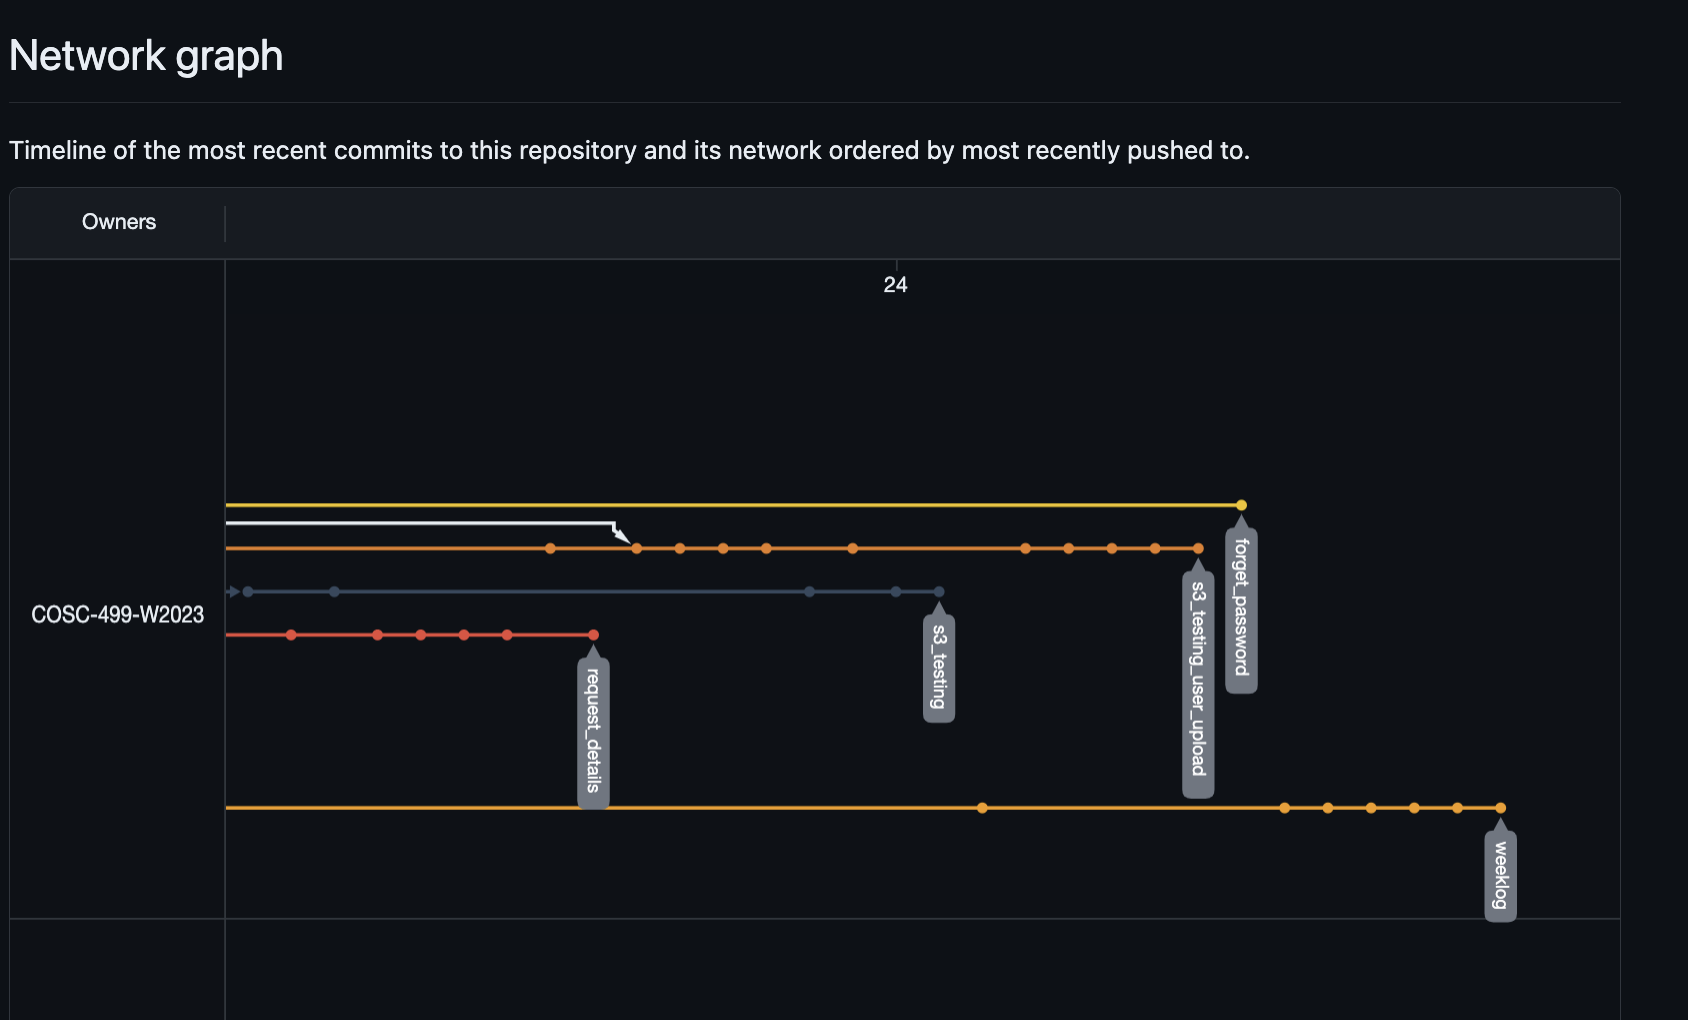 Network graph
Timeline of the most recent commits to this repository and its network ordered by most recently pushed to.
Owners
24
COSC-499-W2023
forget_password
s3_testing_user_upload
s3_testing
request_details
weeklog